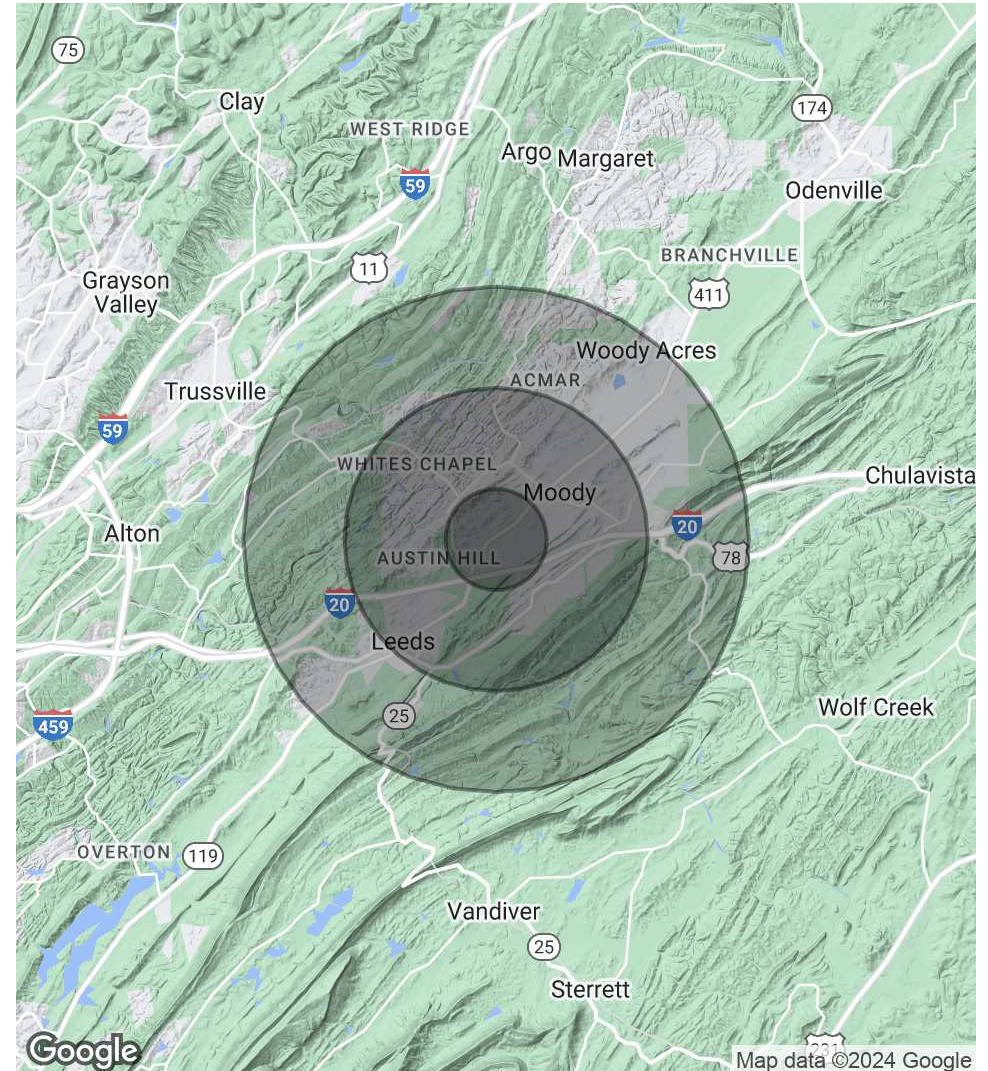 75
Clay
WEST RIDGE
174
Argo
Margaret
59
Odenville
BRANCHVILLE
11
Grayson
Valley
411
Woody Acres
ACMAR
Trussville
59
WHITES CHAPEL
Chulavista
Moody
20
Alton
AUSTIN HILL
78
20
Leeds
25
Wolf Creek
459
OVERTON
119
Vandiver
25
Sterrett
231
Google
Map data ©2024 Google